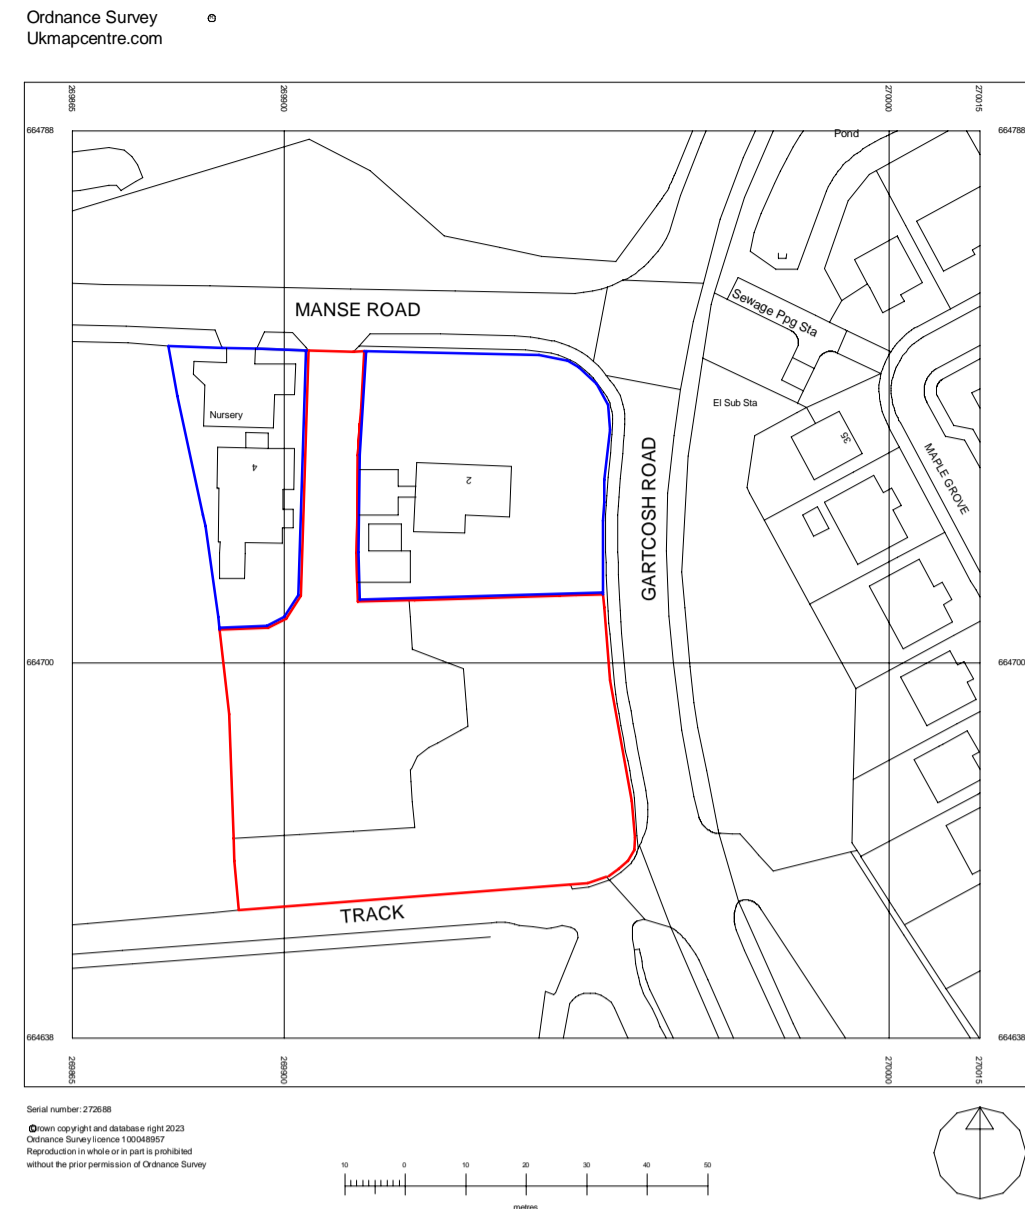 Ordnance Survey ©
Ukmapcentre.com
269865
269900
270000
270015
664788
Pond
664788
MANSE ROAD
Sewage Ppg Sta
Nursery
El Sub Sta
35
MAPLE GROVE
4
2
GARTCOSH ROAD
664700
664700
TRACK
664638
664638
269865
269900
270000
270015
Serial number: 272688
©Crown copyright and database right 2023
Ordnance Survey licence 100048957
Reproduction in whole or in part is prohibited
without the prior permission of Ordnance Survey
10 0 10 20 30 40 50
metres